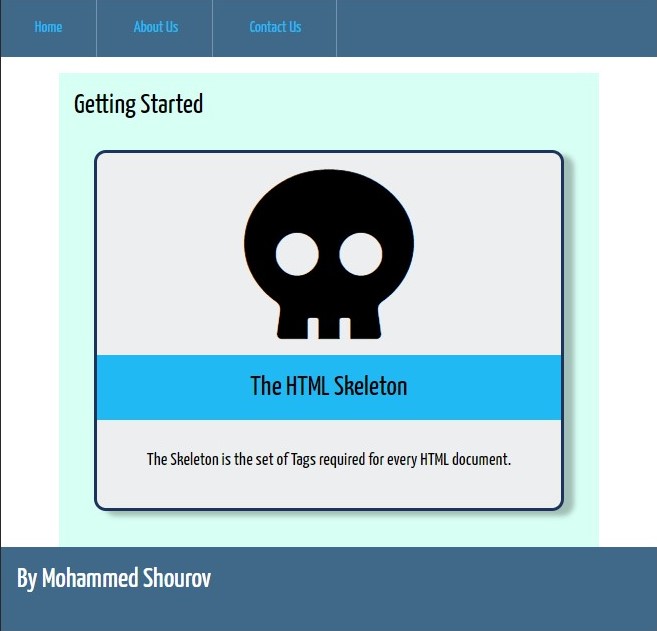 Home About Us Contact Us
Getting Started
The HTML Skeleton
The Skeleton is the set of Tags required for every HTML document.
By Mohammed Shourov